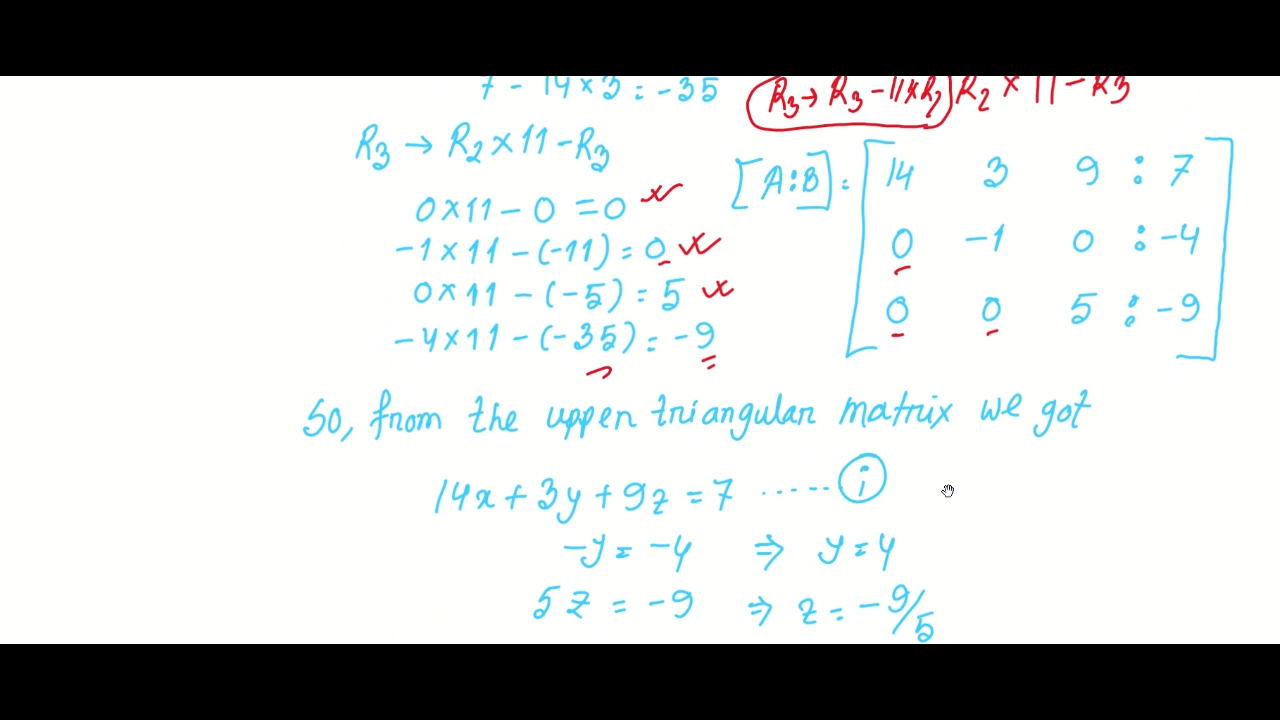 7 - 14 × 3 = -35
R3 → R3 - 11×R2 R2 × 11 - R3
R3 → R2 × 11 - R3
0 × 11 - 0 = 0
-1 × 11 - (-11) = 0
0 × 11 - (-5) = 5
-4 × 11 - (-35) = -9
[A:B] =
14 3 9 : 7
0 -1 0 : -4
0 0 5 : -9
So, from the upper triangular matrix we got
14x + 3y + 9z = 7 ...... i
-y = -4 ⇒ y = 4
5z = -9 ⇒ z = -9/5